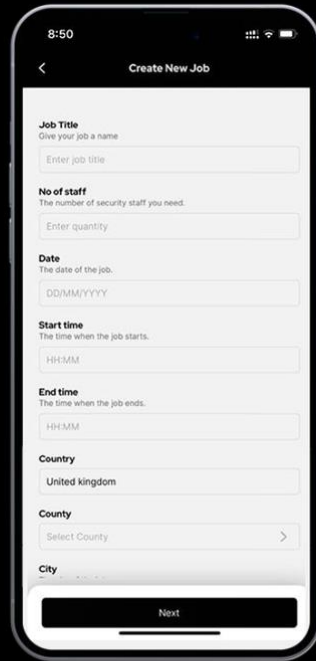 8:50
Create New Job
Job Title
Give your job a name
Enter job title
No of staff
The number of security staff you need.
Enter quantity
Date
The date of the job.
DD/MM/YYYY
Start time
The time when the job starts.
HH:MM
End time
The time when the job ends.
HH:MM
Country
United kingdom
County
Select County
City
Next